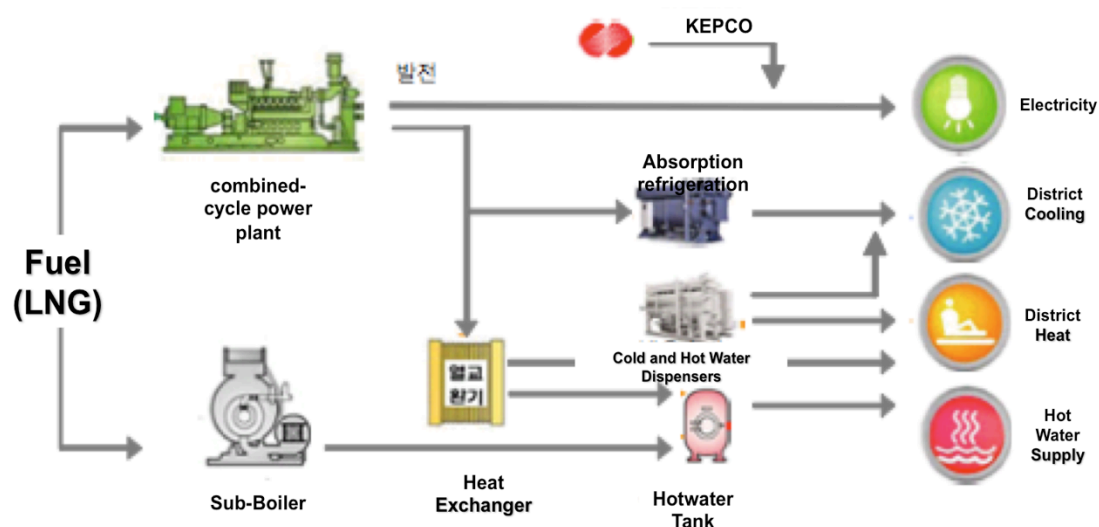 KEPCO
발전
Electricity
combined-
cycle power
plant
Absorption
refrigeration
District
Cooling
Fuel
(LNG)
District
Heat
Cold and Hot Water
Dispensers
열교
환기
Hot
Water
Supply
Sub-Boiler
Heat
Exchanger
Hotwater
Tank